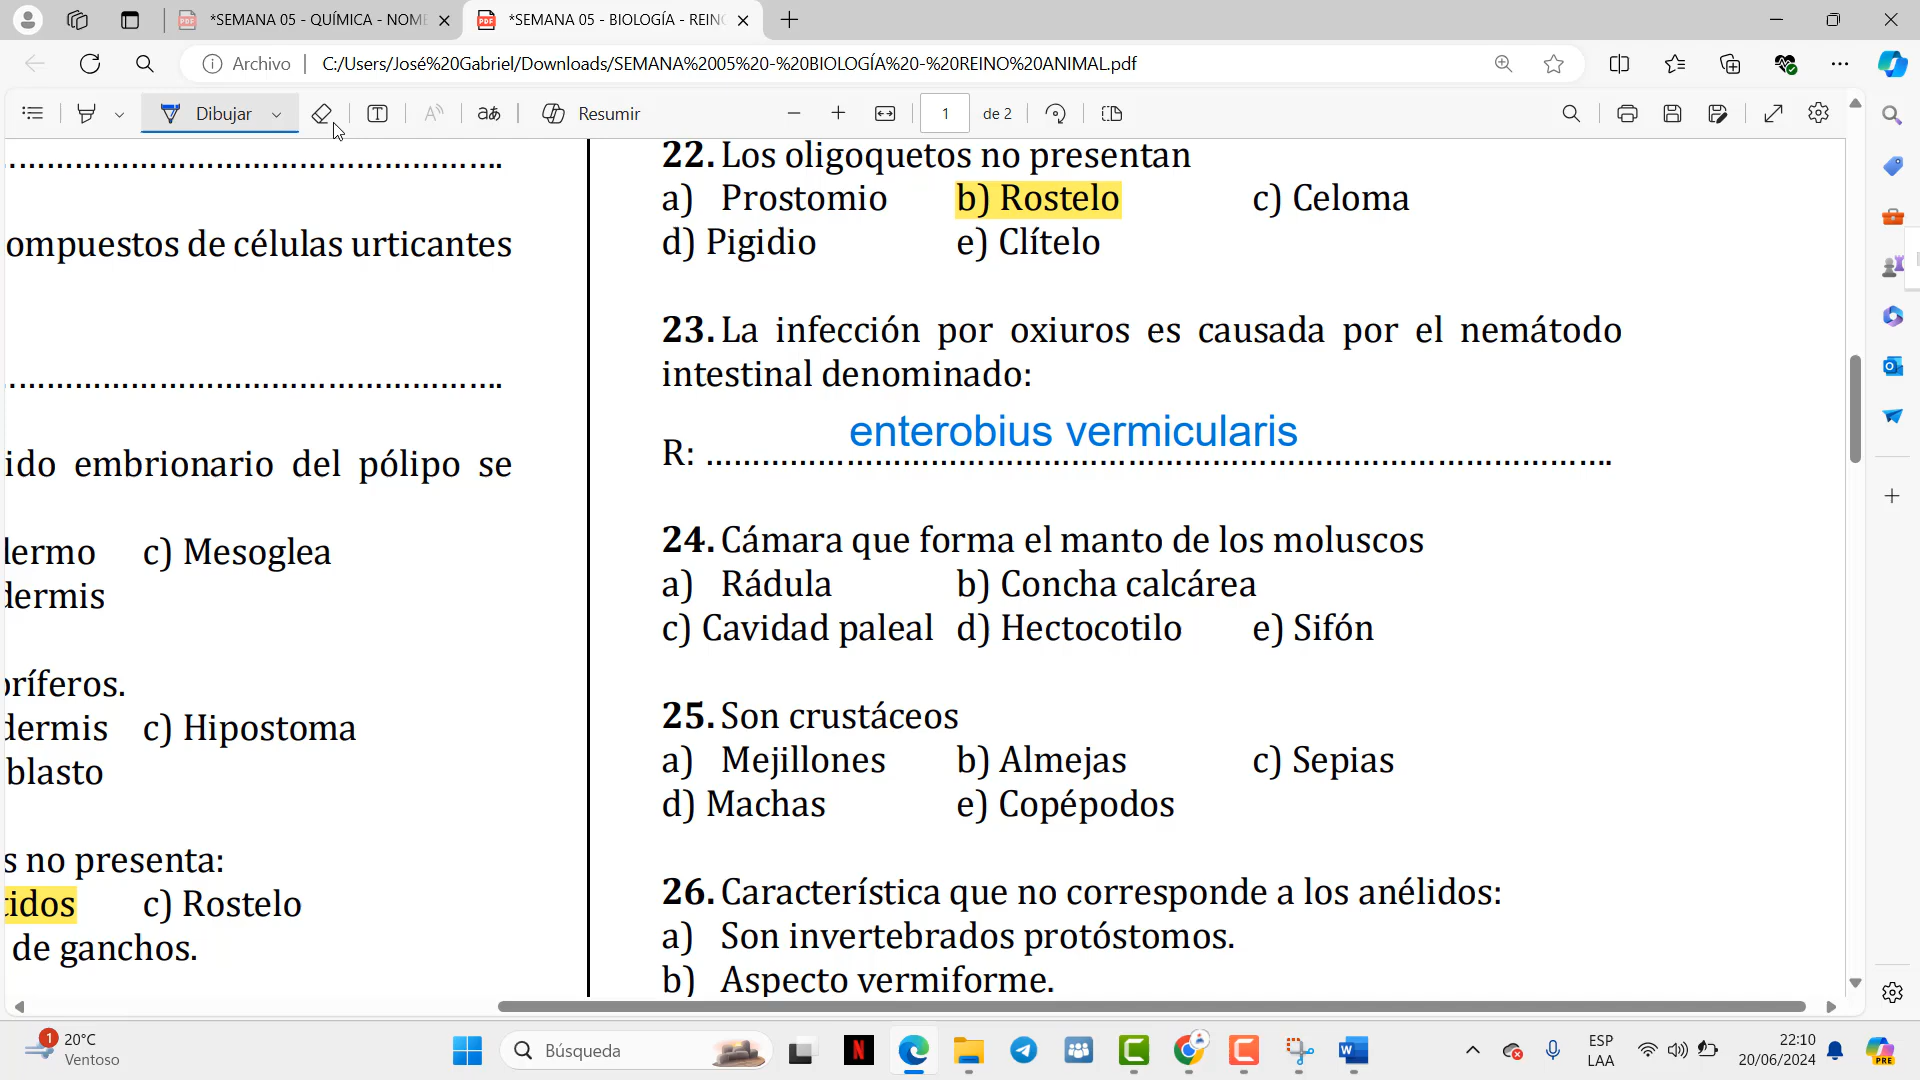 *SEMANA 05 - QUÍMICA - NOME
*SEMANA 05 - BIOLOGÍA - REIN
Archivo
C:/Users/José%20Gabriel/Downloads/SEMANA%2005%20-%20BIOLOGÍA%20-%20REINO%20ANIMAL.pdf
Dibujar
Resumir
1 de 2
ompuestos de células urticantes
ido embrionario del pólipo se
lermo c) Mesoglea
dermis
oríferos.
dermis c) Hipostoma
blasto
s no presenta:
tidos c) Rostelo
de ganchos.
22. Los oligoquetos no presentan
a) Prostomio b) Rostelo c) Celoma
d) Pigidio e) Clítelo
23. La infección por oxiuros es causada por el nemátodo
intestinal denominado:
enterobius vermicularis
R: ……………………………………………………………………………………….
24. Cámara que forma el manto de los moluscos
a) Rádula b) Concha calcárea
c) Cavidad paleal d) Hectocotilo e) Sifón
25. Son crustáceos
a) Mejillones b) Almejas c) Sepias
d) Machas e) Copépodos
26. Característica que no corresponde a los anélidos:
a) Son invertebrados protóstomos.
b) Aspecto vermiforme.
1
20°C
Ventoso
Búsqueda
ESP
LAA
22:10
20/06/2024